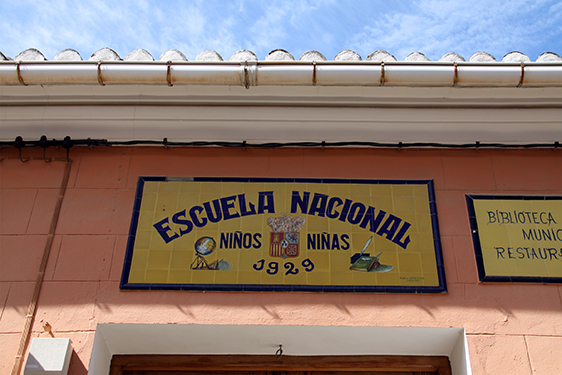 ESCUELA NACIONAL
NIÑOS NIÑAS
1929
BIBLIOTECA
MUNIC
RESTAURA